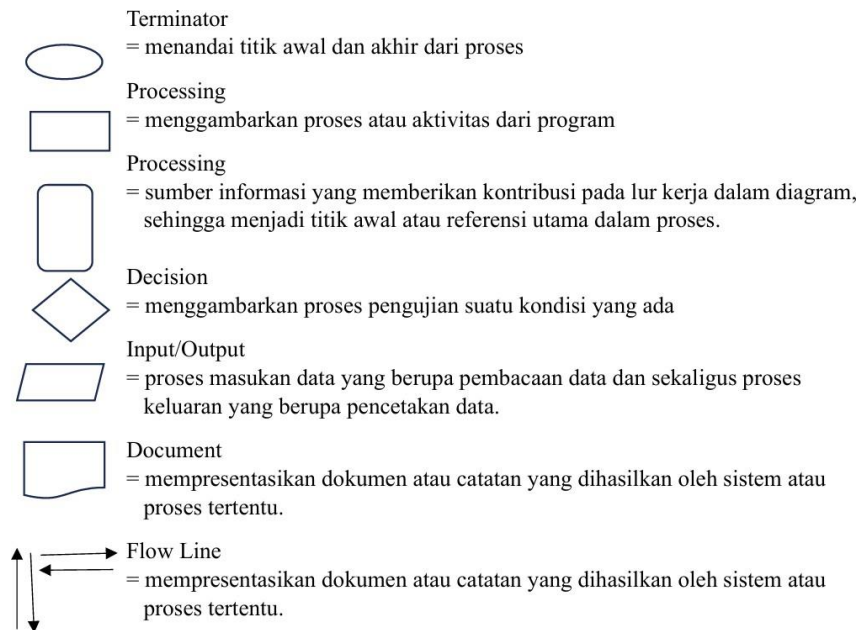 Terminator
= menandai titik awal dan akhir dari proses
Processing
= menggambarkan proses atau aktivitas dari program
Processing
= sumber informasi yang memberikan kontribusi pada lur kerja dalam diagram,
sehingga menjadi titik awal atau referensi utama dalam proses.
Decision
= menggambarkan proses pengujian suatu kondisi yang ada
Input/Output
= proses masukan data yang berupa pembacaan data dan sekaligus proses
keluaran yang berupa pencetakan data.
Document
= mempresentasikan dokumen atau catatan yang dihasilkan oleh sistem atau
proses tertentu.
Flow Line
= mempresentasikan dokumen atau catatan yang dihasilkan oleh sistem atau
proses tertentu.